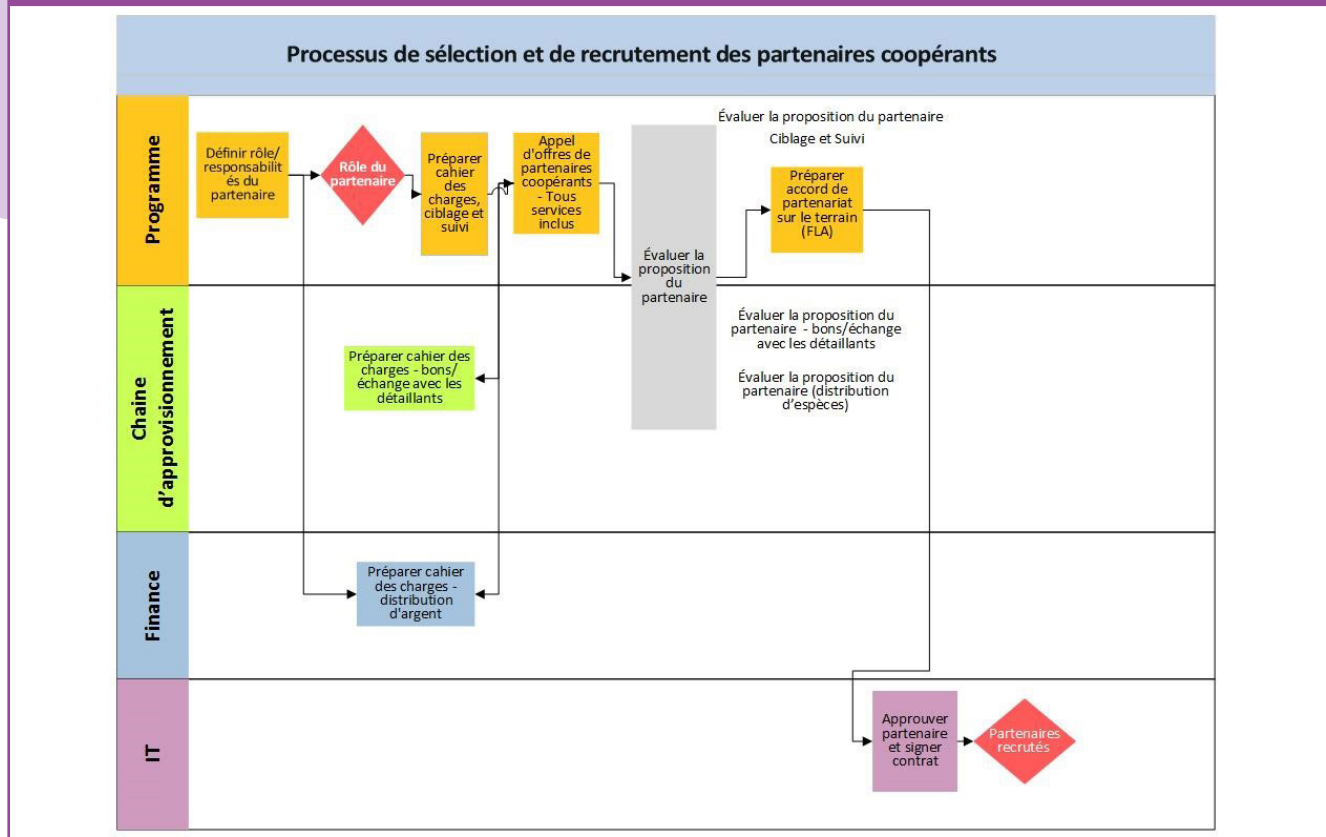 Processus de sélection et de recrutement des partenaires coopérants
Programme
Définir rôle/
responsabilit
és du
partenaire
Rôle du
partenaire
Préparer
cahier
des
charges,
ciblage et
suivi
Appel
d'offres de
partenaires
coopérants
- Tous
services
inclus
Évaluer la
proposition
du
partenaire
Évaluer la proposition du partenaire
Ciblage et Suivi
Préparer
accord de
partenariat
sur le terrain
(FLA)
Chaine
d'approvisionnement
Préparer cahier des
charges - bons/
échange avec les
détaillants
Évaluer la proposition du
partenaire - bons/échange
avec les détaillants
Évaluer la proposition du
partenaire (distribution
d'espèces)
Finance
Préparer cahier
des charges -
distribution
d'argent
IT
Approuver
partenaire
et signer
contrat
Partenaires
recrutés